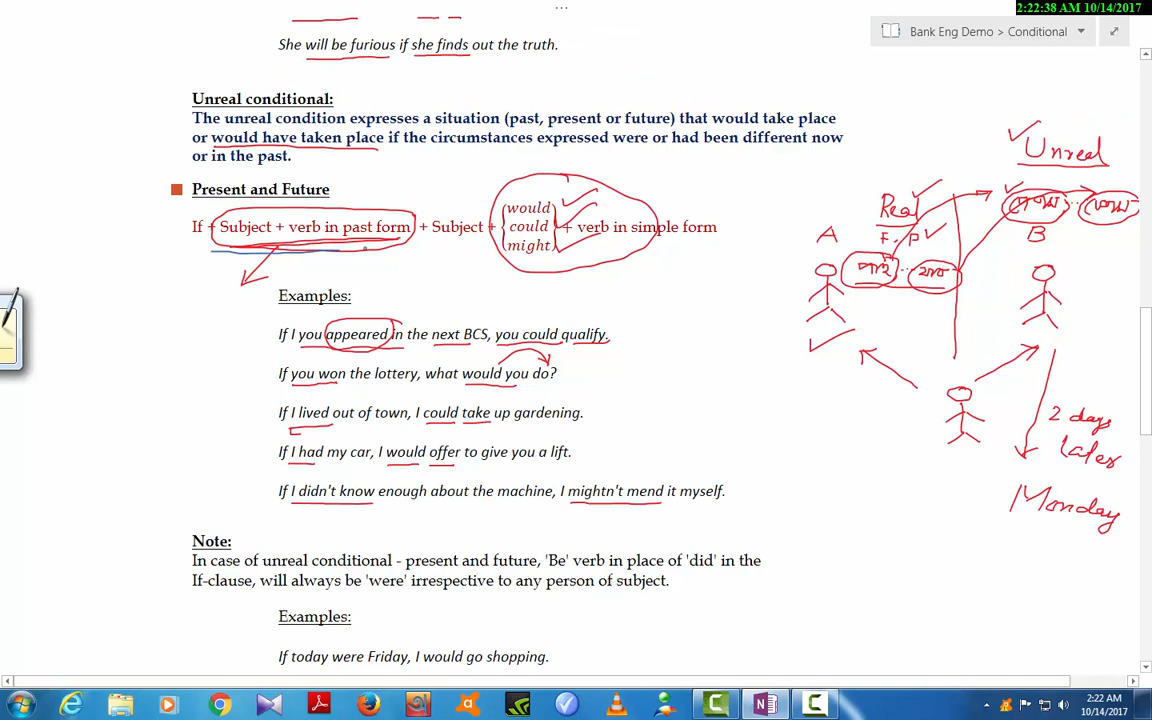 2:22:38 AM 10/14/2017
Bank Eng Demo > Conditional
She will be furious if she finds out the truth.
Unreal conditional:
The unreal condition expresses a situation (past, present or future) that would take place
or would have taken place if the circumstances expressed were or had been different now
or in the past.
Present and Future
If + Subject + verb in past form + Subject + would could might + verb in simple form
Examples:
If I you appeared in the next BCS, you could qualify.
If you won the lottery, what would you do?
If I lived out of town, I could take up gardening.
If I had my car, I would offer to give you a lift.
If I didn't know enough about the machine, I mightn't mend it myself.
Note:
In case of unreal conditional - present and future, 'Be' verb in place of 'did' in the
If-clause, will always be 'were' irrespective to any person of subject.
Examples:
If today were Friday, I would go shopping.
Unreal
Real
F. P
A
B
2 days
later
Monday
2:22 AM
10/14/2017